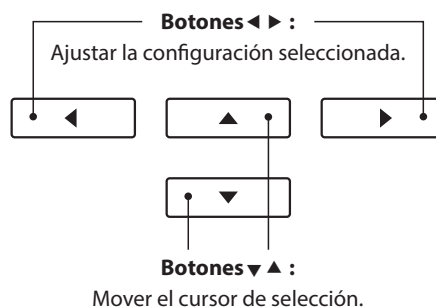 Botones ◀ ▶ :
Ajustar la configuración seleccionada.
◀ ▲ ▶
▼
Botones ▼ ▲ :
Mover el cursor de selección.